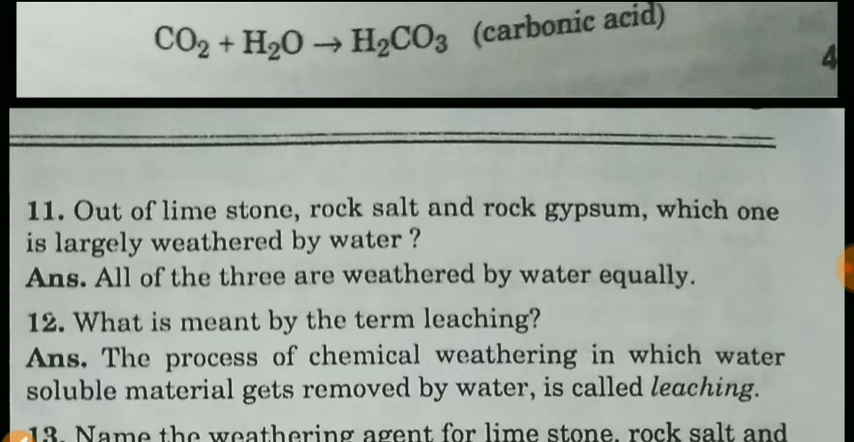 CO₂ + H₂O → H₂CO₃ (carbonic acid)
4
11. Out of lime stone, rock salt and rock gypsum, which one
is largely weathered by water ?
Ans. All of the three are weathered by water equally.
12. What is meant by the term leaching?
Ans. The process of chemical weathering in which water
soluble material gets removed by water, is called leaching.
13. Name the weathering agent for lime stone, rock salt and